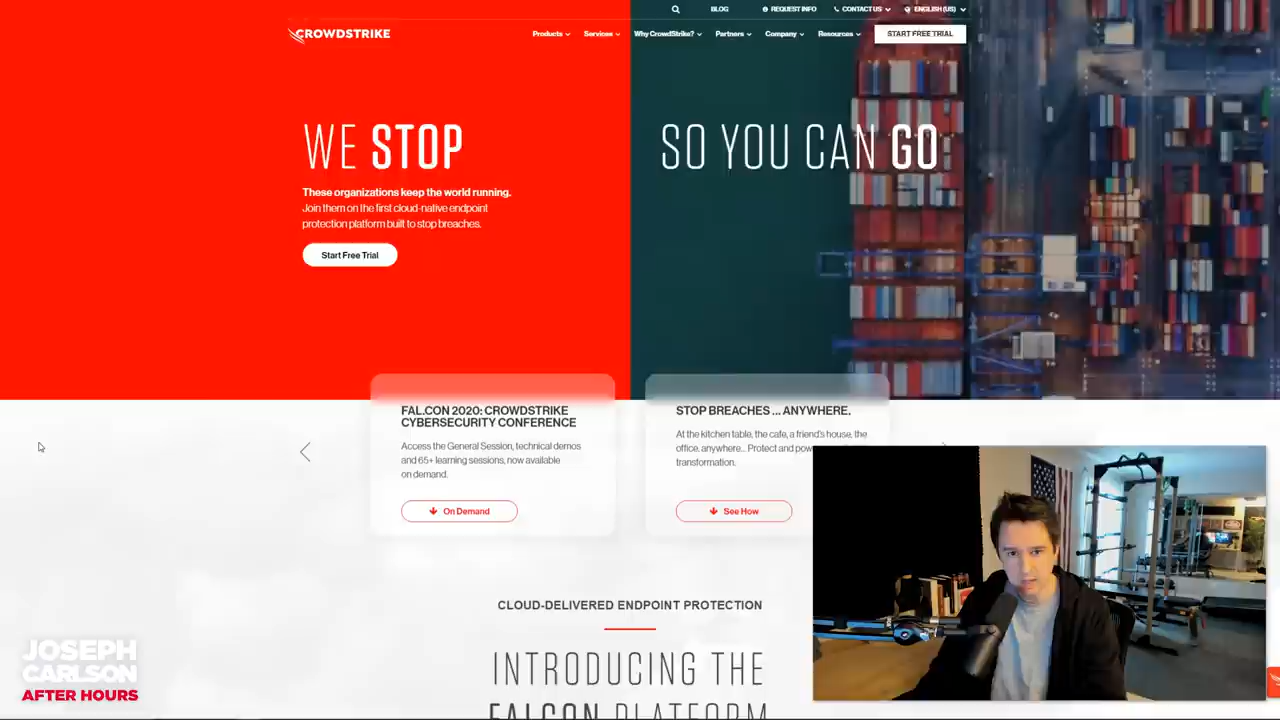 BLOG
REQUEST INFO
CONTACT US
ENGLISH (US)
CROWDSTRIKE
Products
Services
Why CrowdStrike?
Partners
Company
Resources
START FREE TRIAL
WE STOP
SO YOU CAN GO
These organizations keep the world running.
Join them on the first cloud-native endpoint
protection platform built to stop breaches.
Start Free Trial
FAL.CON 2020: CROWDSTRIKE
CYBERSECURITY CONFERENCE
Access the General Session, technical demos
and 65+ learning sessions, now available
on demand.
On Demand
STOP BREACHES ... ANYWHERE.
At the kitchen table, the cafe, a friend's house, the
office, anywhere... Protect and
transformation.
See How
CLOUD-DELIVERED ENDPOINT PROTECTION
INTRODUCING THE
FALCON PLATFORM
JOSEPH
CARLSON
AFTER HOURS